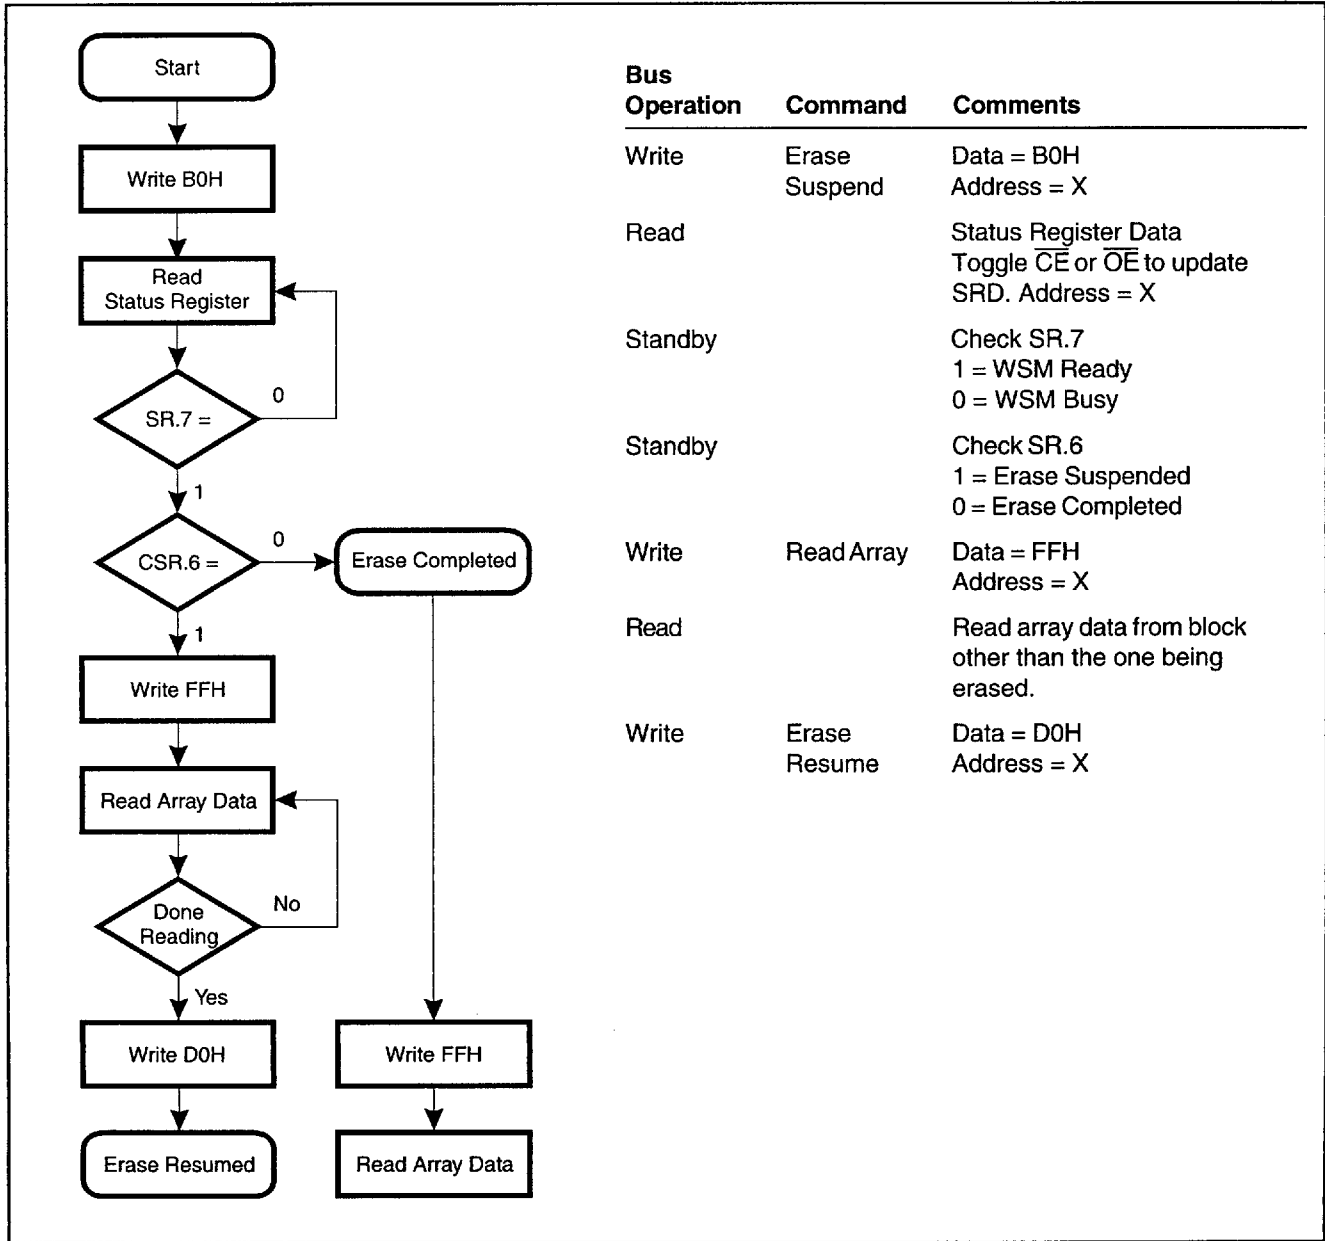 Start
Write B0H
Read
Status Register
0
SR.7 =
1
0
CSR.6 =
Erase Completed
1
Write FFH
Read Array Data
Done
Reading
No
Yes
Write D0H
Write FFH
Erase Resumed
Read Array Data
Bus
Operation Command Comments
Write Erase Data = B0H
Suspend Address = X
Read Status Register Data
Toggle C̅E̅ or O̅E̅ to update
SRD. Address = X
Standby Check SR.7
1 = WSM Ready
0 = WSM Busy
Standby Check SR.6
1 = Erase Suspended
0 = Erase Completed
Write Read Array Data = FFH
Address = X
Read Read array data from block
other than the one being
erased.
Write Erase Data = D0H
Resume Address = X